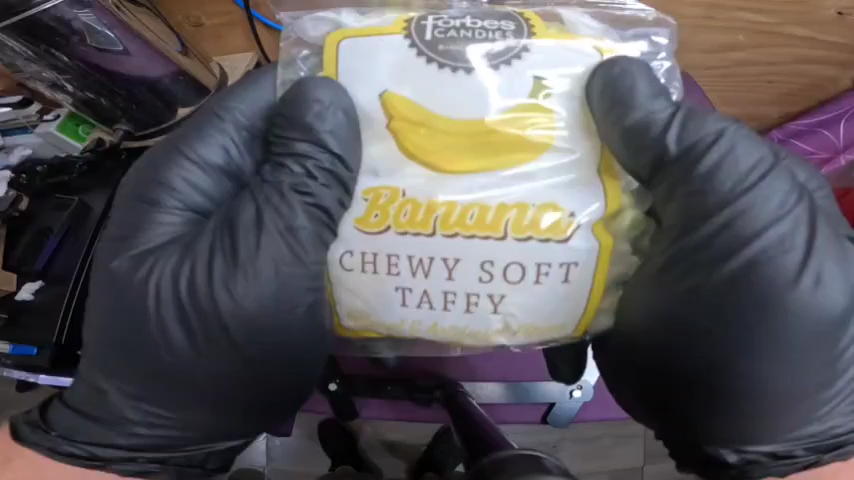 Forbes
CANDIES
Banana
CHEWY SOFT
TAFFY